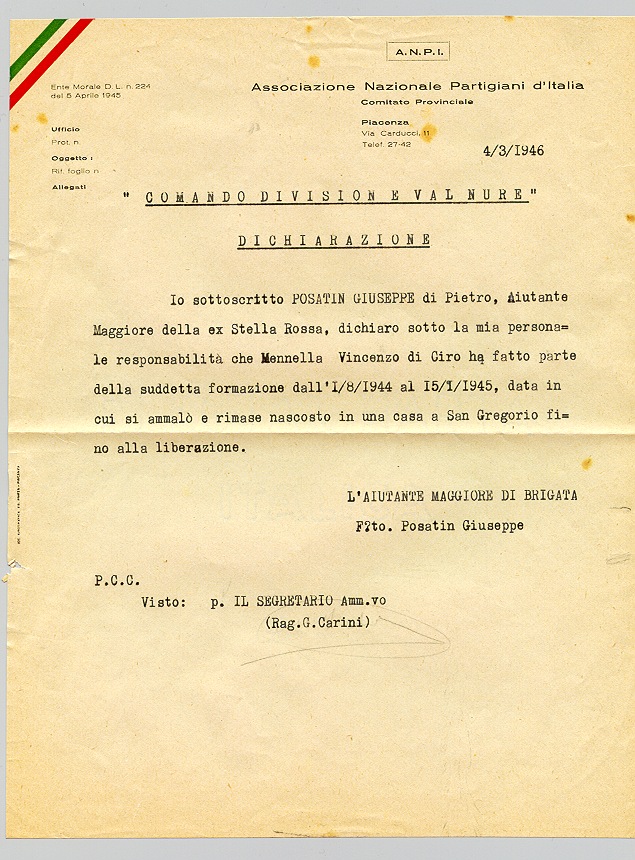 A.N.P.I.
Ente Morale D. L. n. 224
del 5 Aprile 1945
Associazione Nazionale Partigiani d'Italia
Comitato Provinciale
Piacenza
Via Carducci, 11
Telef. 27-42
Ufficio
Prot. n.
Oggetto :
Rif. foglio n
Allegati
4/3/1946
" COMANDO DIVISIONE VAL NURE"
DICHIARAZIONE
Io sottoscritto POSATIN GIUSEPPE di Pietro, Aiutante
Maggiore della ex Stella Rossa, dichiaro sotto la mia persona=
le responsabilità che Mennella Vincenzo di Ciro ha fatto parte
della suddetta formazione dall'I/8/1944 al I5/I/1945, data in
cui si ammalò e rimase nascosto in una casa a San Gregorio fi=
no alla liberazione.
L'AIUTANTE MAGGIORE DI BRIGATA
F?to. Posatin Giuseppe
P.C.C.
Visto: p. IL SEGRETARIO Amm.vo
(Rag.G.Carini)